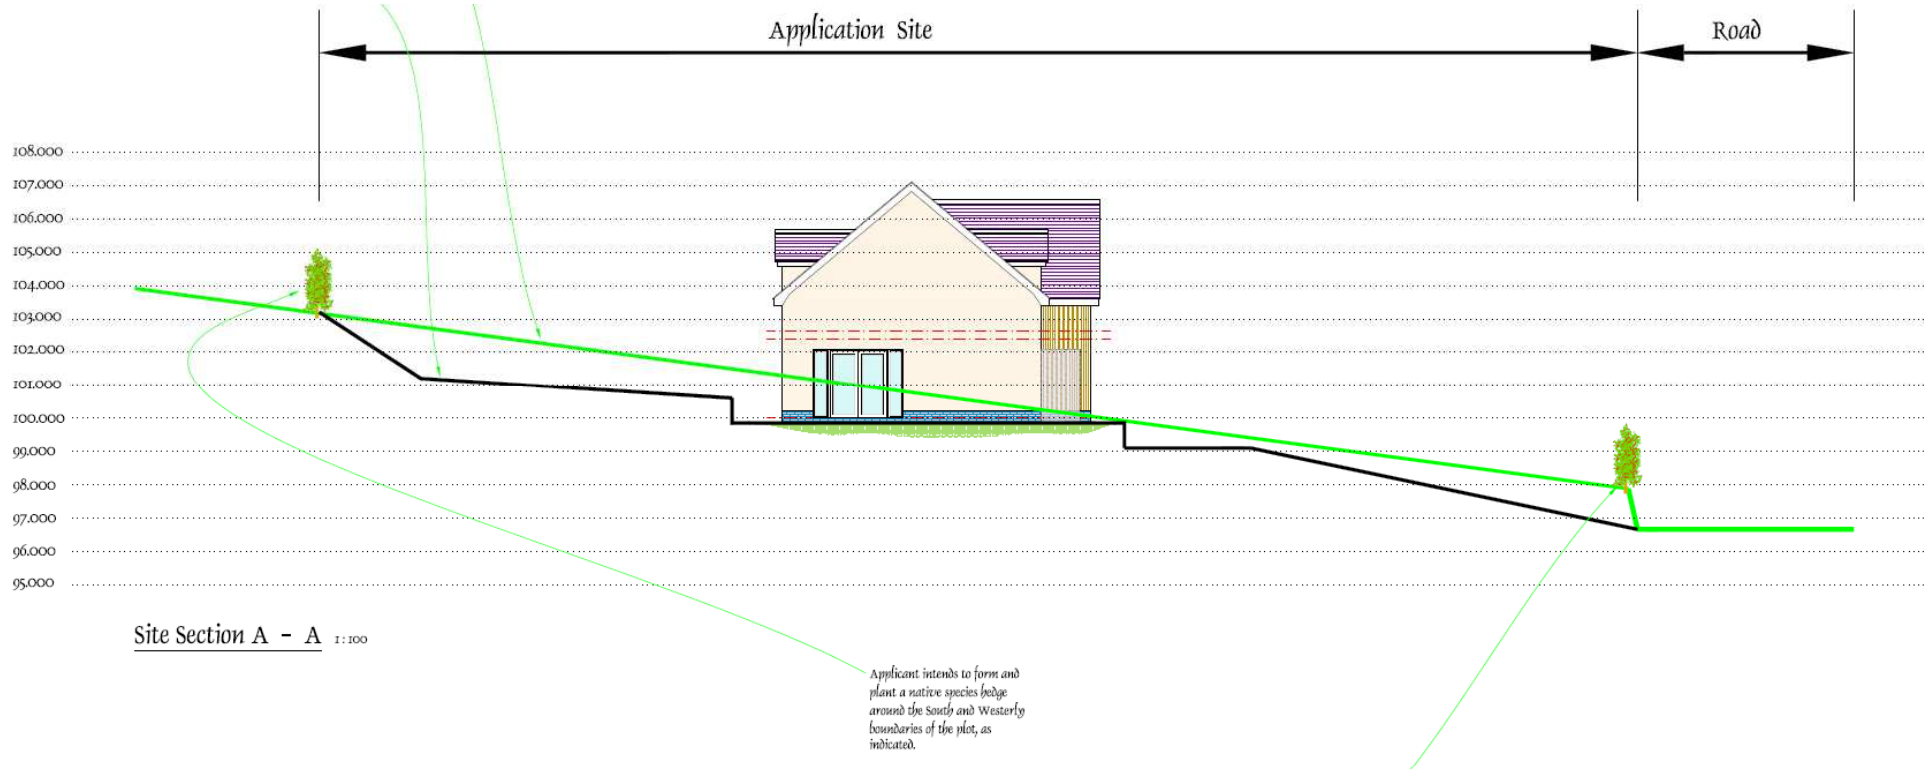 Application Site
Road
108.000
107.000
106.000
105.000
104.000
103.000
102.000
101.000
100.000
99.000
98.000
97.000
96.000
95.000
Site Section A - A 1:100
Applicant intends to form and
plant a native species hedge
around the South and Westerly
boundaries of the plot, as
indicated.